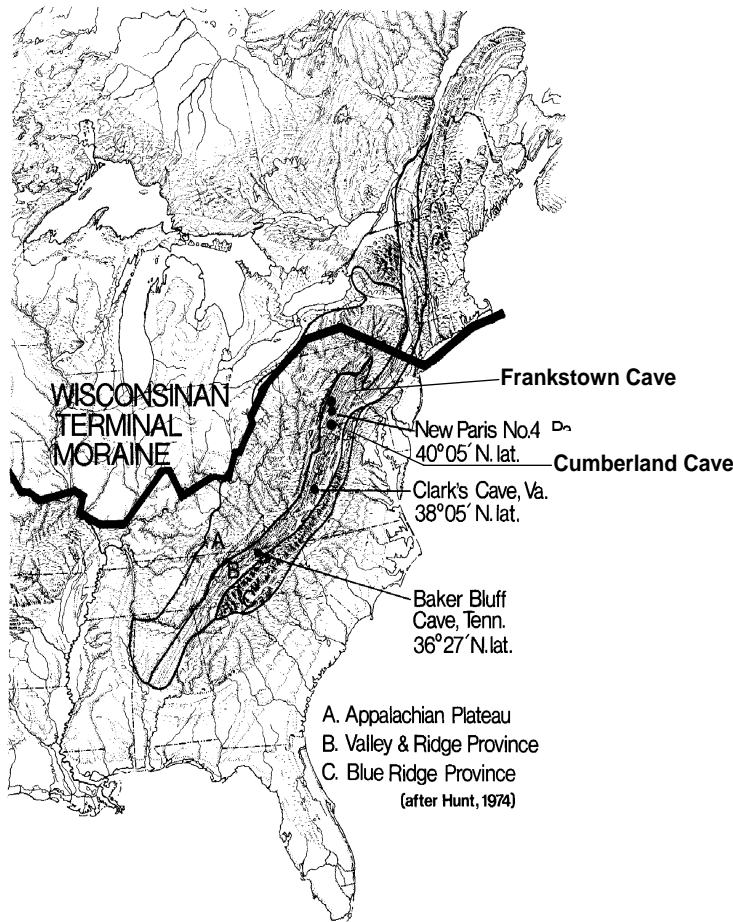 WISCONSINAN
TERMINAL
MORAINE
Frankstown Cave
New Paris No.4
40°05′ N. lat.
Cumberland Cave
Clark's Cave, Va.
38°05′ N. lat.
A
B
C
Baker Bluff
Cave, Tenn.
36°27′ N. lat.
A. Appalachian Plateau
B. Valley & Ridge Province
C. Blue Ridge Province
(after Hunt, 1974)